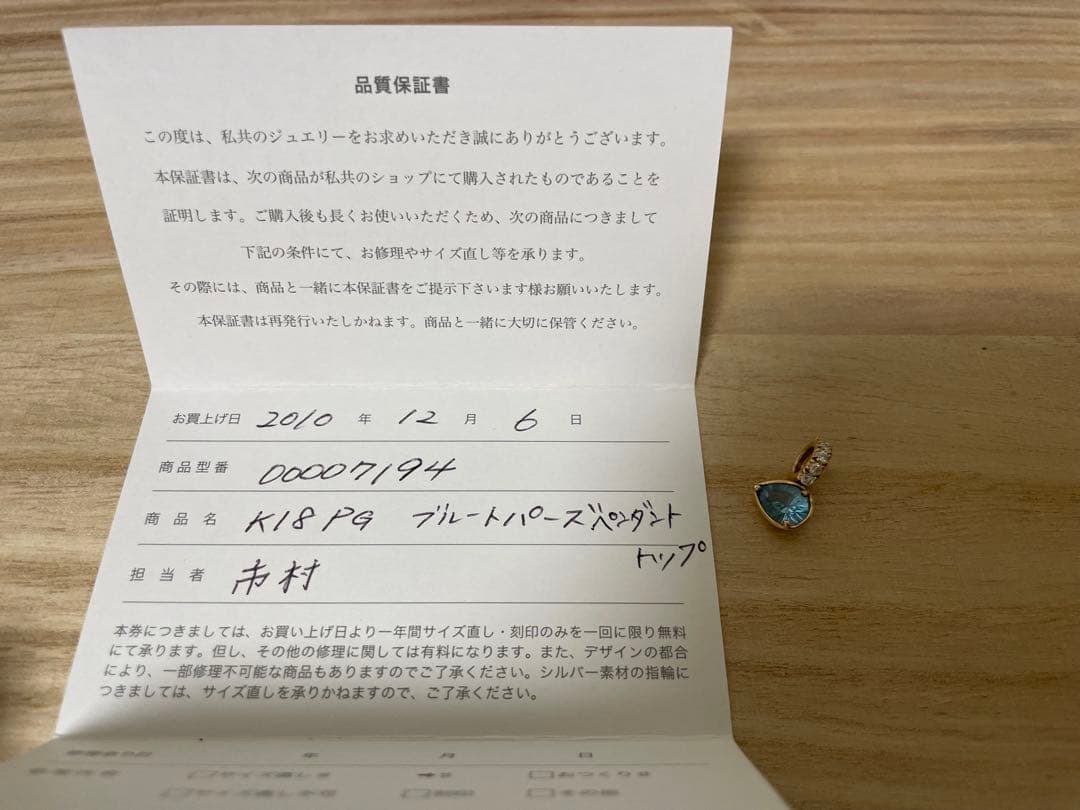 品質保証書
この度は、私共のジュエリーをお求めいただき誠にありがとうございます。
本保証書は、次の商品が私共のショップにて購入されたものであることを
証明します。ご購入後も長くお使いいただくため、次の商品につきまして
下記の条件にて、お修理やサイズ直し等を承ります。
その際には、商品と一緒に本保証書をご提示下さいます様お願いいたします。
本保証書は再発行いたしかねます。商品と一緒に大切に保管ください。
お買上げ日 2010 年 12 月 6 日
商品型番 00007194
商品名 K18PG ブルートパーズペンダント
トップ
担当者 市村
本券につきましては、お買い上げ日より一年間サイズ直し・刻印のみを一回に限り無料
にて承ります。但し、その他の修理に関しては有料になります。また、デザインの都合
により、一部修理不可能な商品もありますのでご了承ください。シルバー素材の指輪に
つきましては、サイズ直しを承りかねますので、ご了承ください。
年 月 日